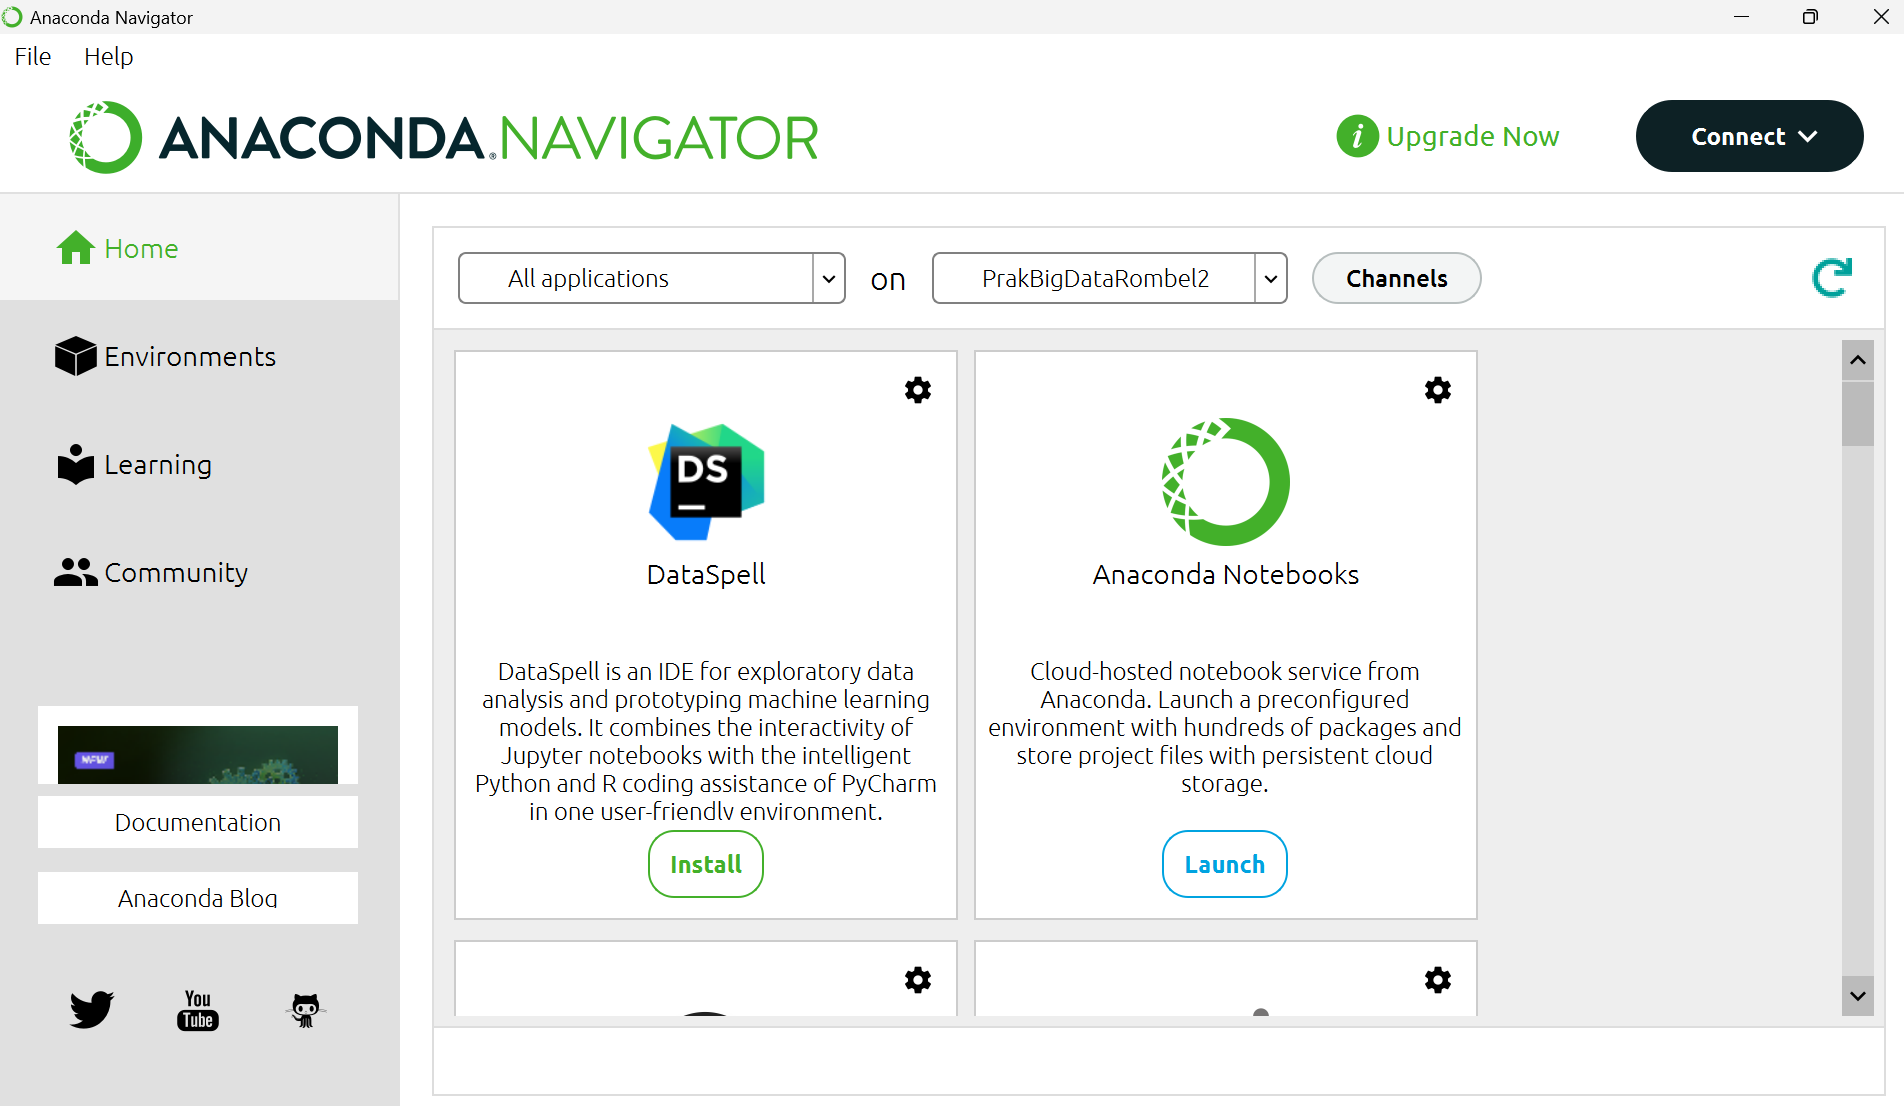 Anaconda Navigator
File Help
ANACONDA.NAVIGATOR
i Upgrade Now
Connect
Home
All applications on PrakBigDataRombel2 Channels
Environments
Learning
Community
NEW
Documentation
Anaconda Blog
You
Tube
DS
DataSpell
DataSpell is an IDE for exploratory data
analysis and prototyping machine learning
models. It combines the interactivity of
Jupyter notebooks with the intelligent
Python and R coding assistance of PyCharm
in one user-friendly environment.
Install
Anaconda Notebooks
Cloud-hosted notebook service from
Anaconda. Launch a preconfigured
environment with hundreds of packages and
store project files with persistent cloud
storage.
Launch